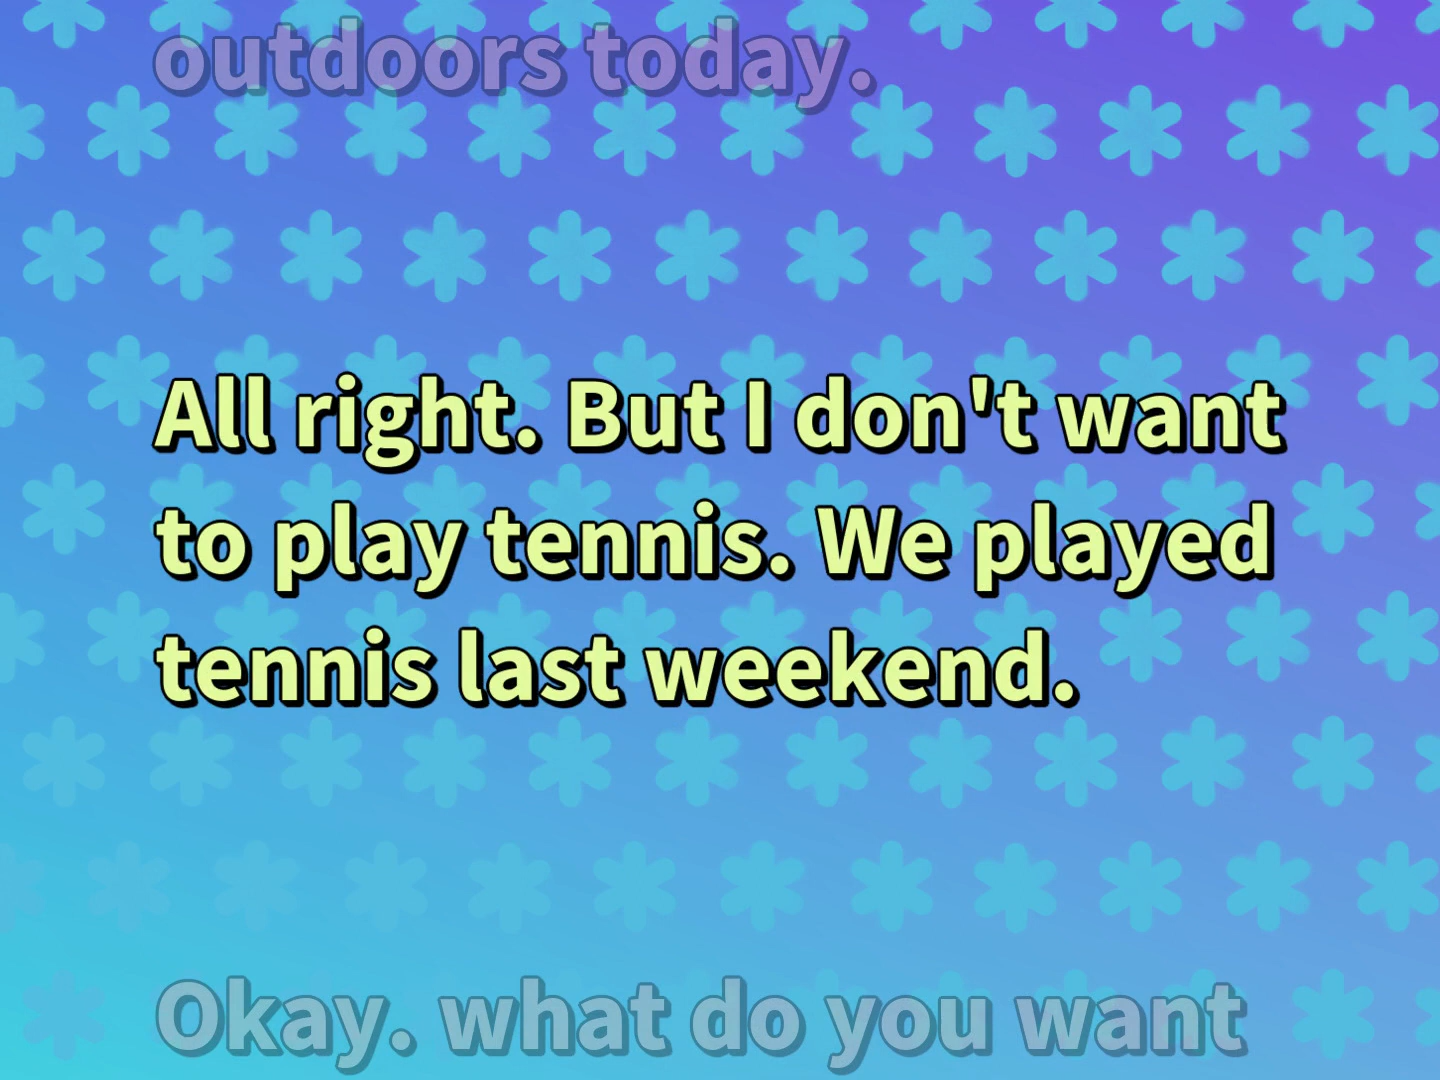 outdoors today.
All right. But I don't want
to play tennis. We played
tennis last weekend.
Okay. what do you want